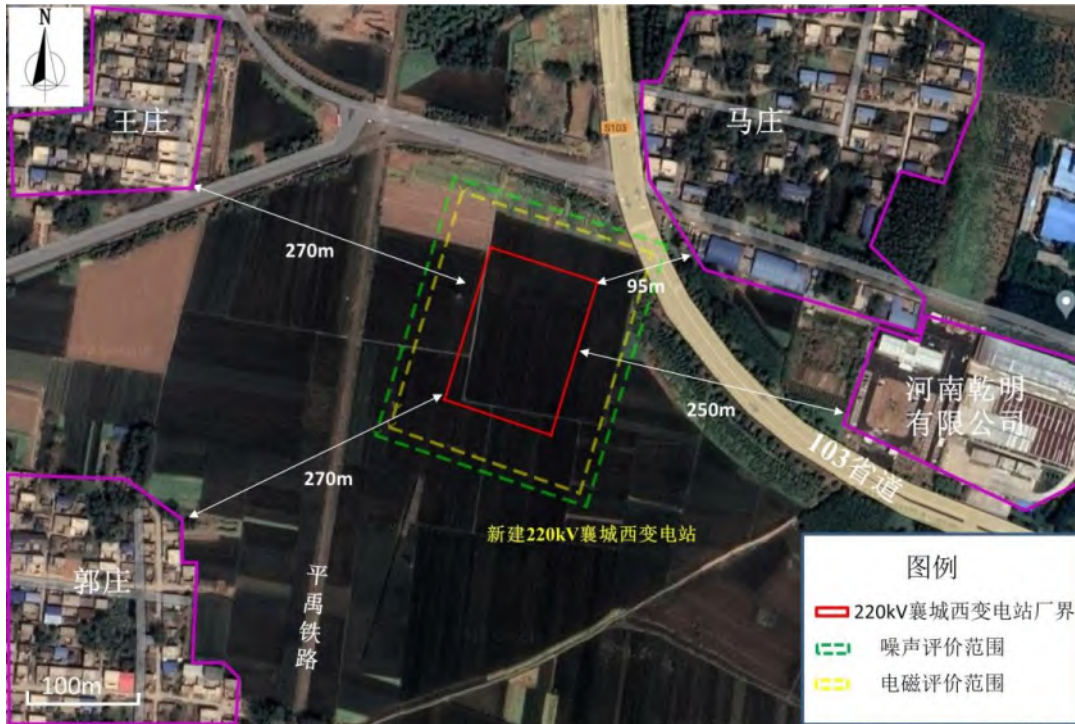 N
王庄
S103
马庄
270m
95m
河南乾明
有限公司
250m
103省道
270m
新建220kV襄城西变电站
郭庄
平禹铁路
100m
图例
220kV襄城西变电站厂界
噪声评价范围
电磁评价范围